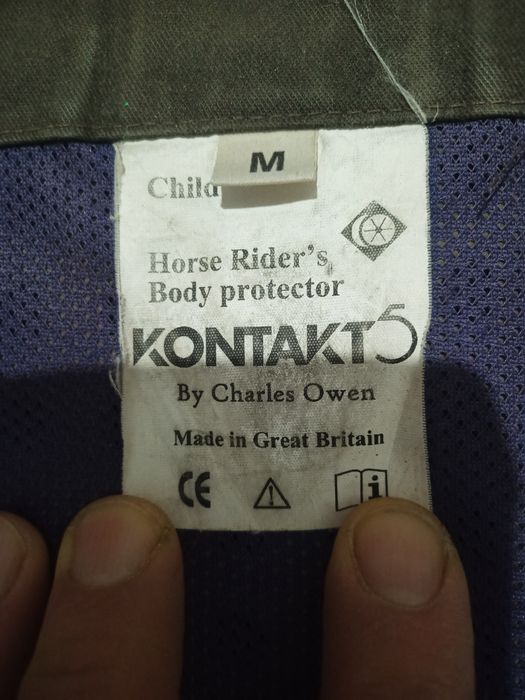 M
Child
Horse Rider's
Body protector
KONTAKT5
By Charles Owen
Made in Great Britain
CE
i